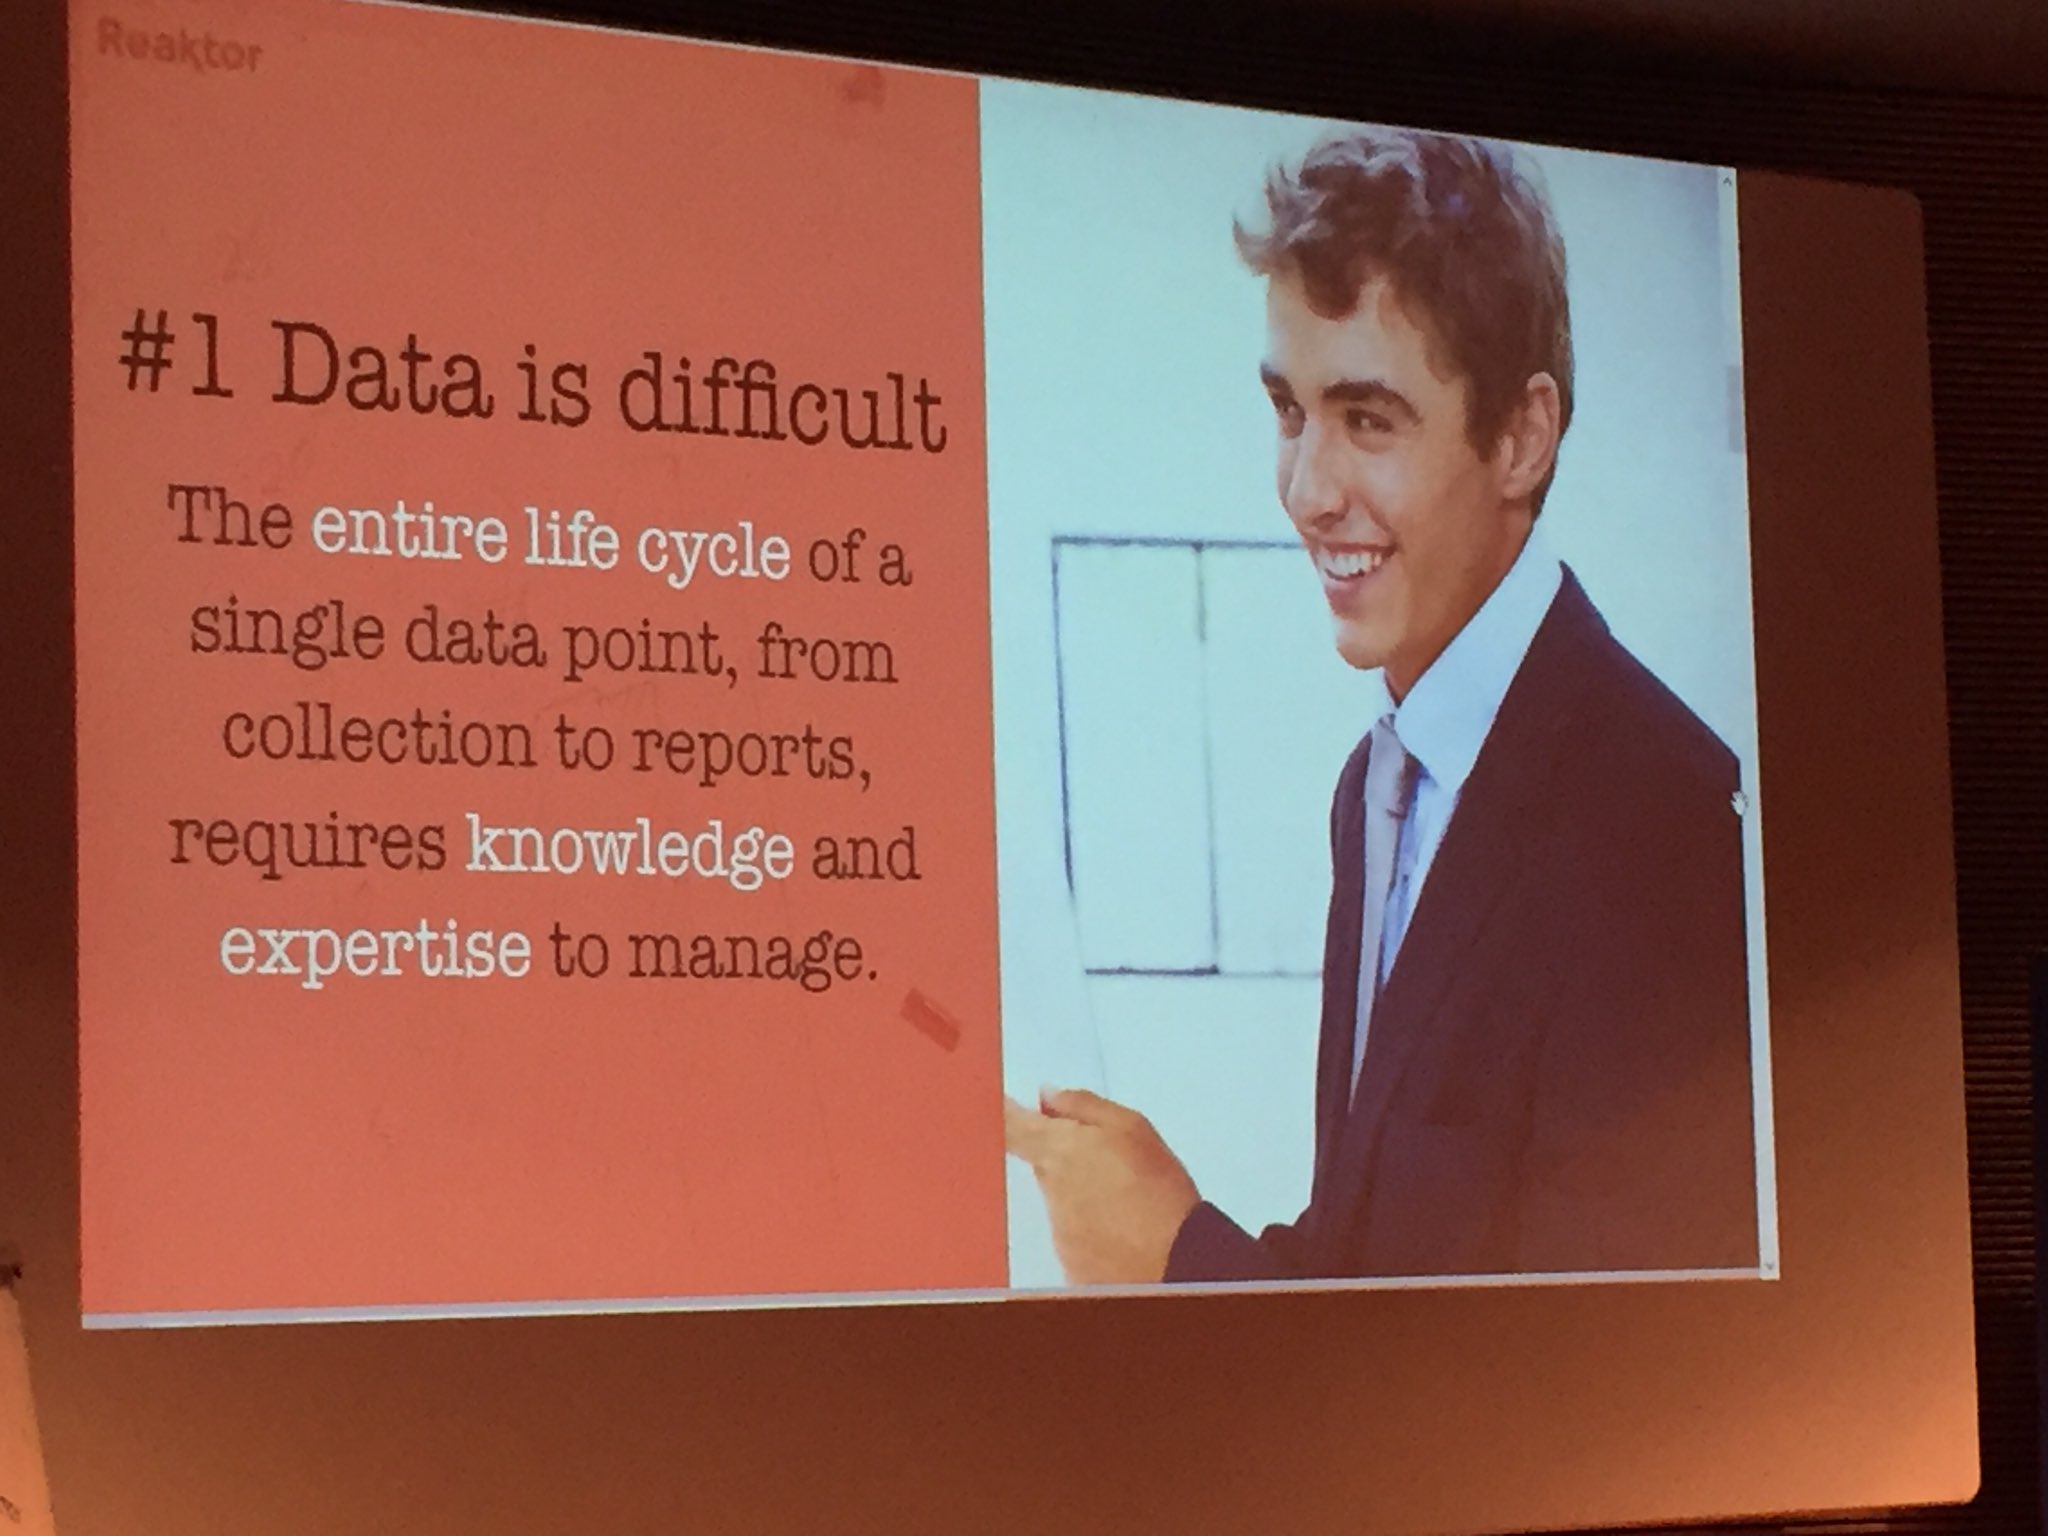 Reaktor
#1 Data is difficult
The entire life cycle of a
single data point, from
collection to reports,
requires knowledge and
expertise to manage.